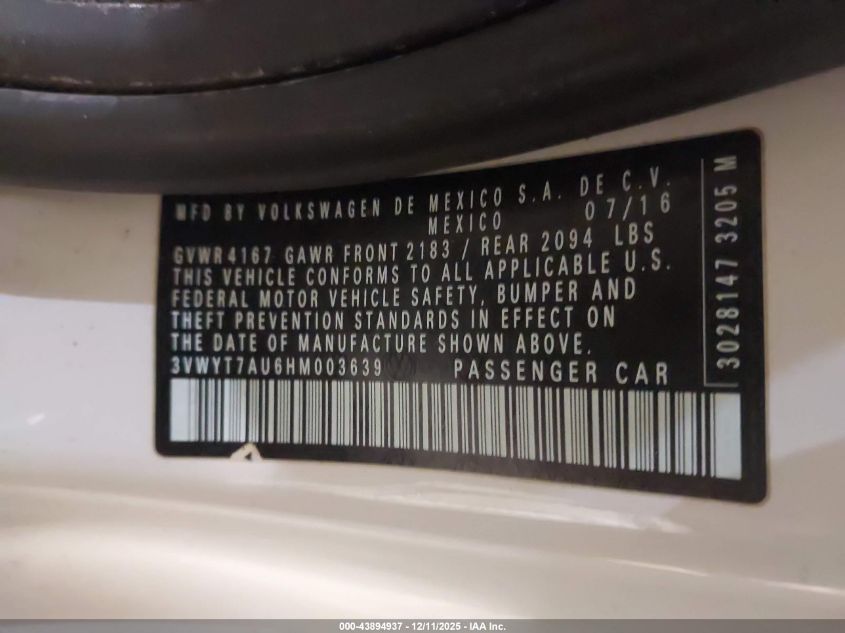 MFD BY VOLKSWAGEN DE MEXICO S.A. DE C.V.
MEXICO 07/16
GVWR 4167 GAWR FRONT 2183 / REAR 2094 LBS
THIS VEHICLE CONFORMS TO ALL APPLICABLE U.S.
FEDERAL MOTOR VEHICLE SAFETY, BUMPER AND
THEFT PREVENTION STANDARDS IN EFFECT ON
THE DATE OF MANUFACTURE SHOWN ABOVE.
3VWYT7AU6HM003639 PASSENGER CAR
3028147 3205 M
000-43894937 - 12/11/2025 - IAA Inc.